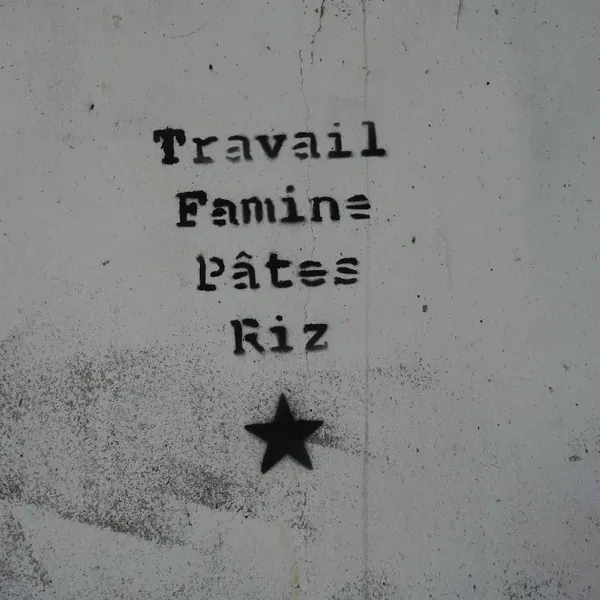 Travail
Famine
Pâtes
Riz